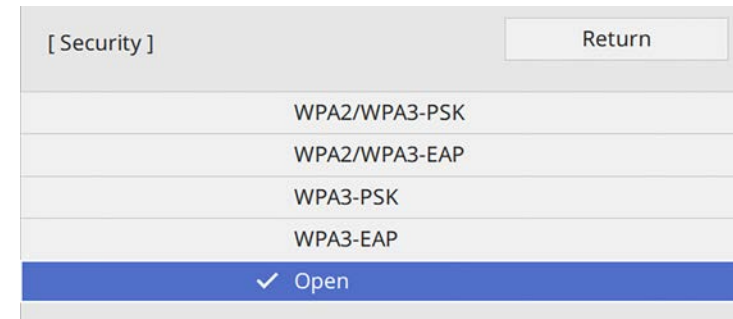 [ Security ]
Return
WPA2/WPA3-PSK
WPA2/WPA3-EAP
WPA3-PSK
WPA3-EAP
Open